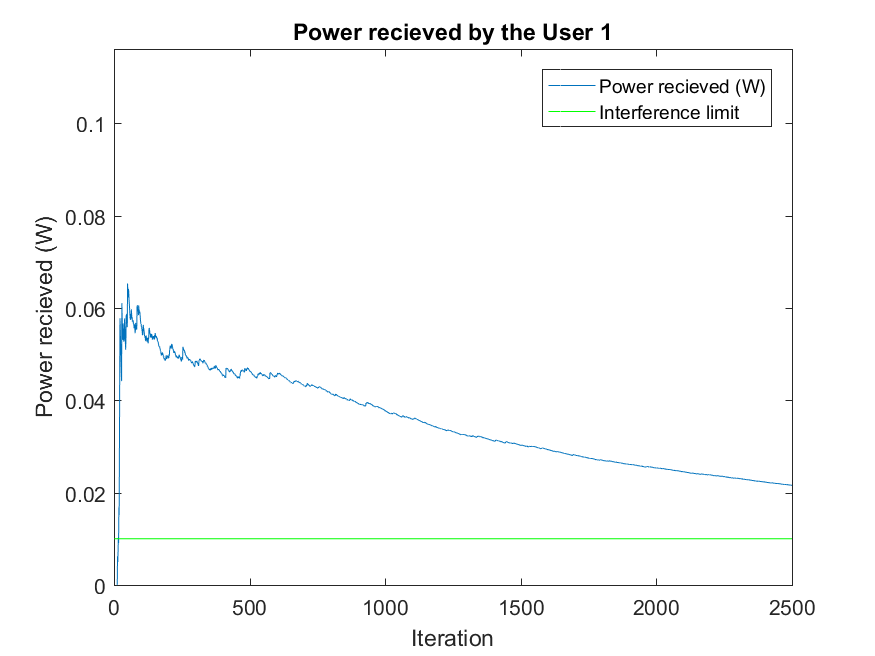 Power recieved by the User 1
Power recieved (W)
Interference limit
Power recieved (W)
0.1
0.08
0.06
0.04
0.02
0
0
500
1000
1500
2000
2500
Iteration